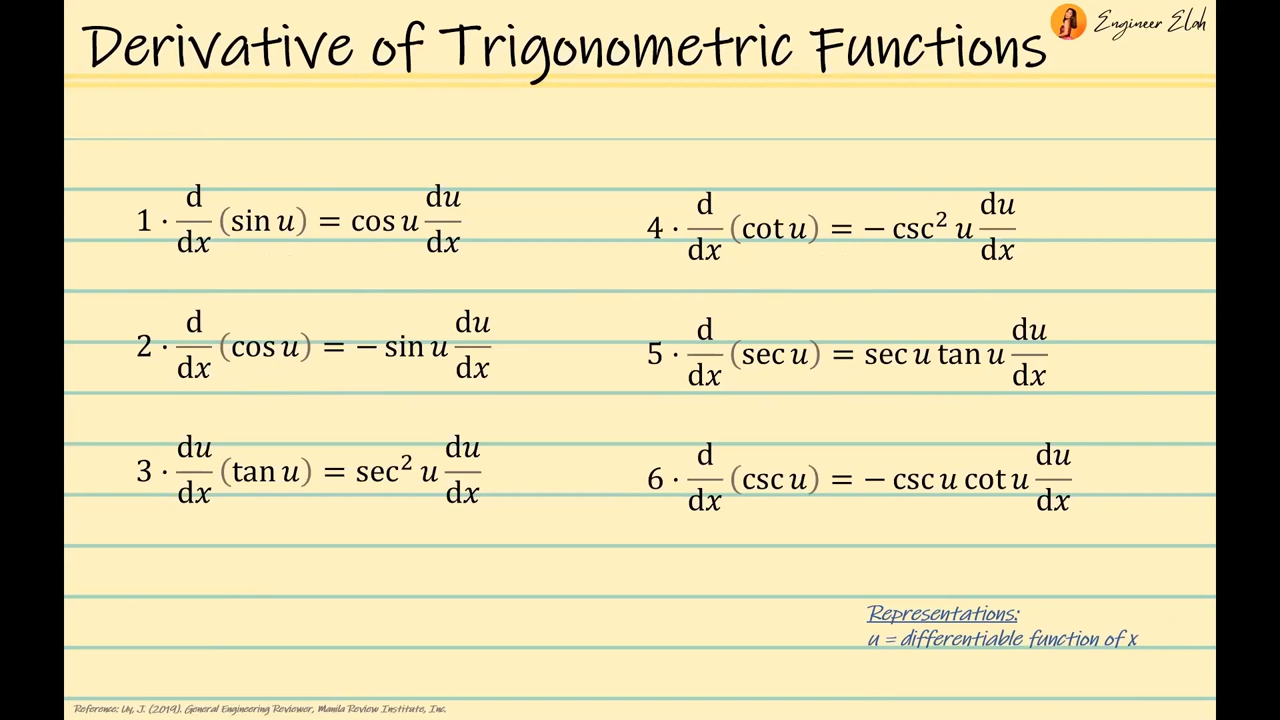 Derivative of Trigonometric Functions
Engineer Elah
1 · d/dx (sin u) = cos u du/dx
2 · d/dx (cos u) = − sin u du/dx
3 · du/dx (tan u) = sec² u du/dx
4 · d/dx (cot u) = − csc² u du/dx
5 · d/dx (sec u) = sec u tan u du/dx
6 · d/dx (csc u) = − csc u cot u du/dx
Representations:
u = differentiable function of x
Reference: Uy, J. (2019). General Engineering Reviewer, Manila Review Institute, Inc.